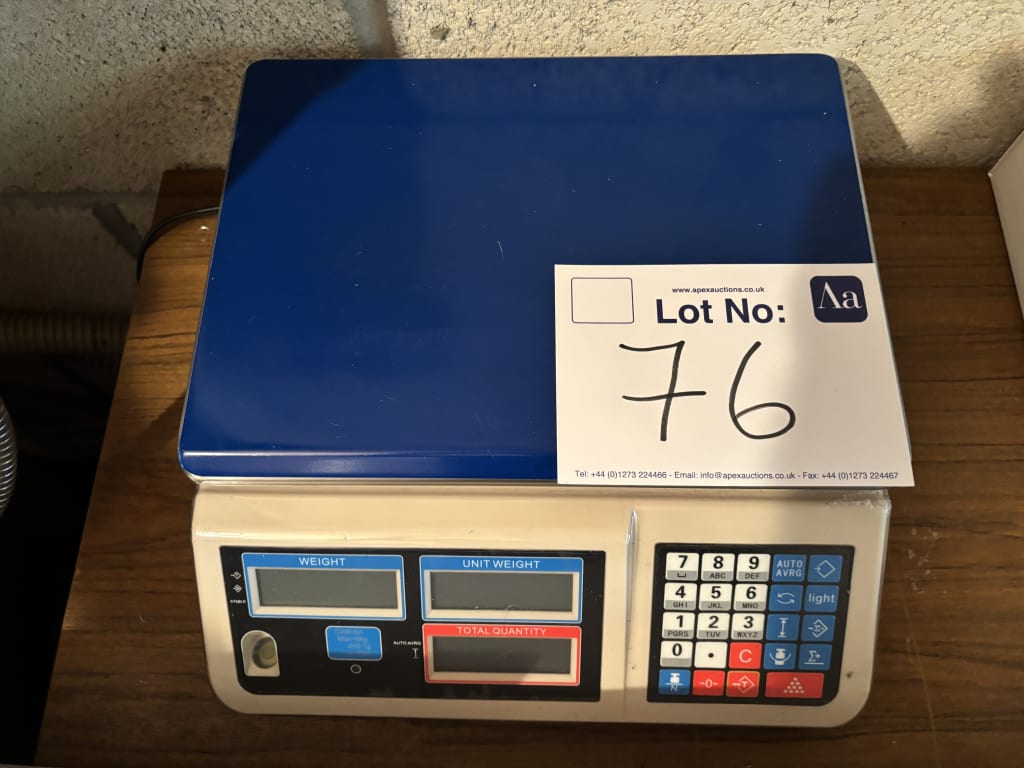 www.apexauctions.co.uk
Lot No:
Aa
76
Tel: +44 (0)1273 224466 - Email: info@apexauctions.co.uk - Fax: +44 (0)1273 224467
WEIGHT
UNIT WEIGHT
STABLE
AUTO AVRG
TOTAL QUANTITY
7 8 ABC 9 DEF AUTO AVRG
4 GHI 5 JKL 6 MNO light
1 PQRS 2 TUV 3 WXYZ
0 . C Σ+
N -0- T